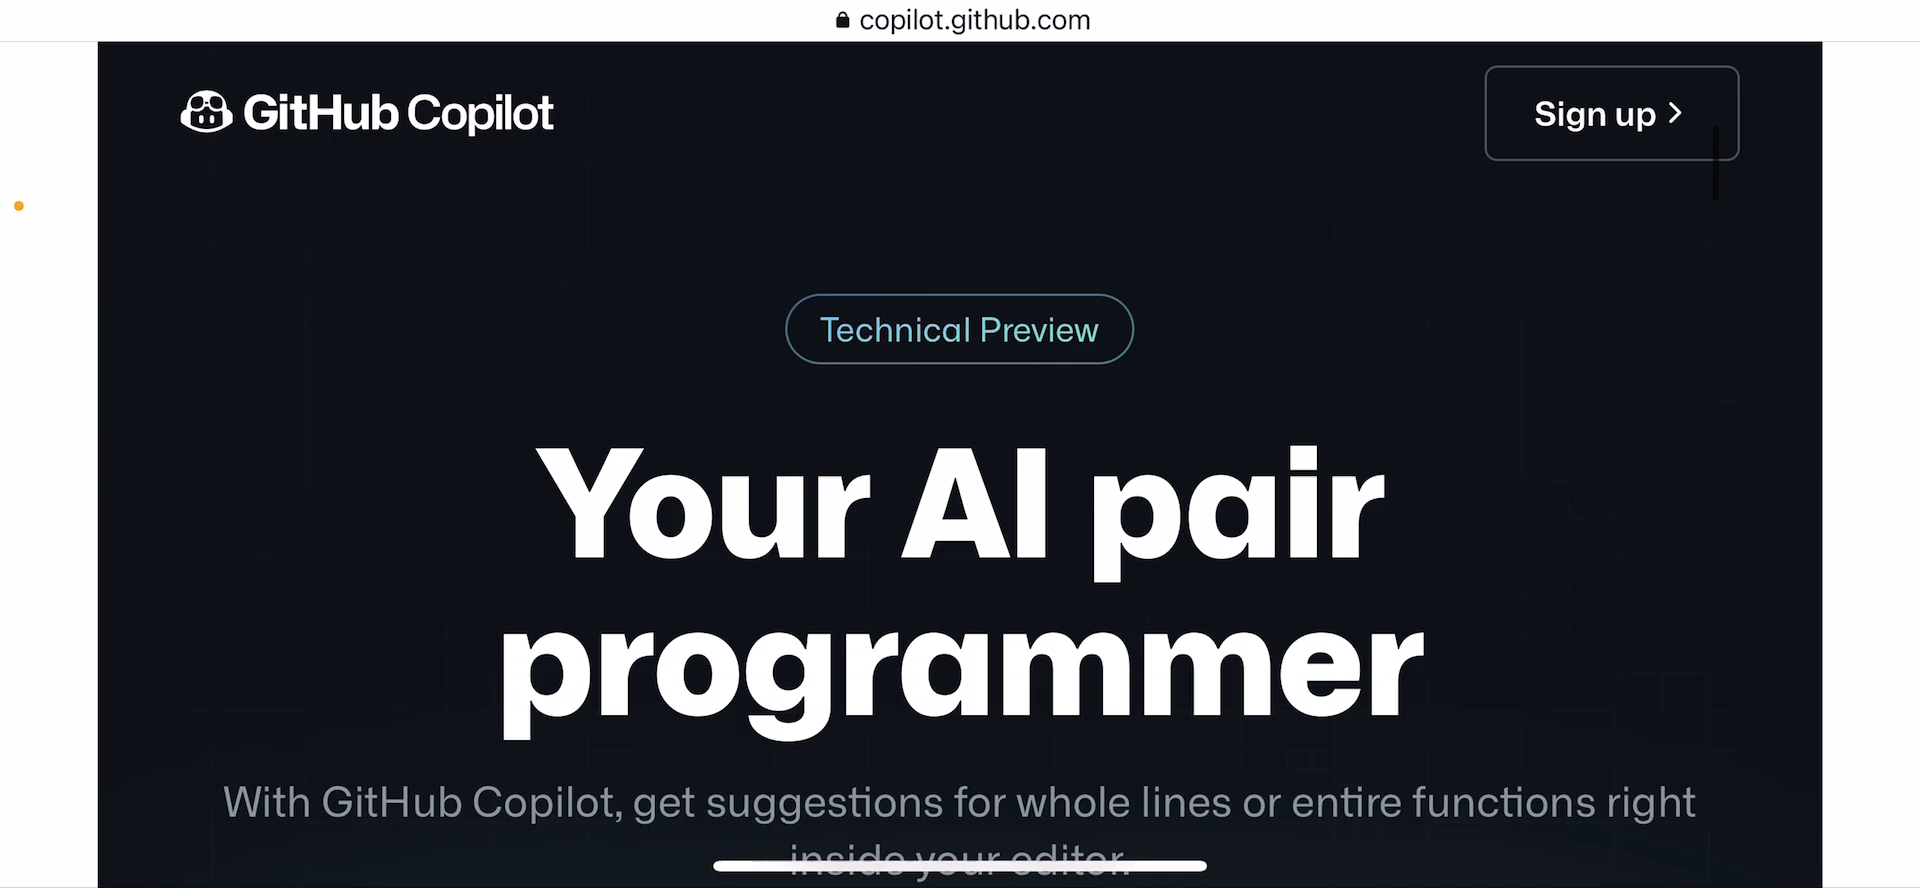 copilot.github.com
GitHub Copilot
Sign up
Technical Preview
Your AI pair
programmer
With GitHub Copilot, get suggestions for whole lines or entire functions right
inside your editor.